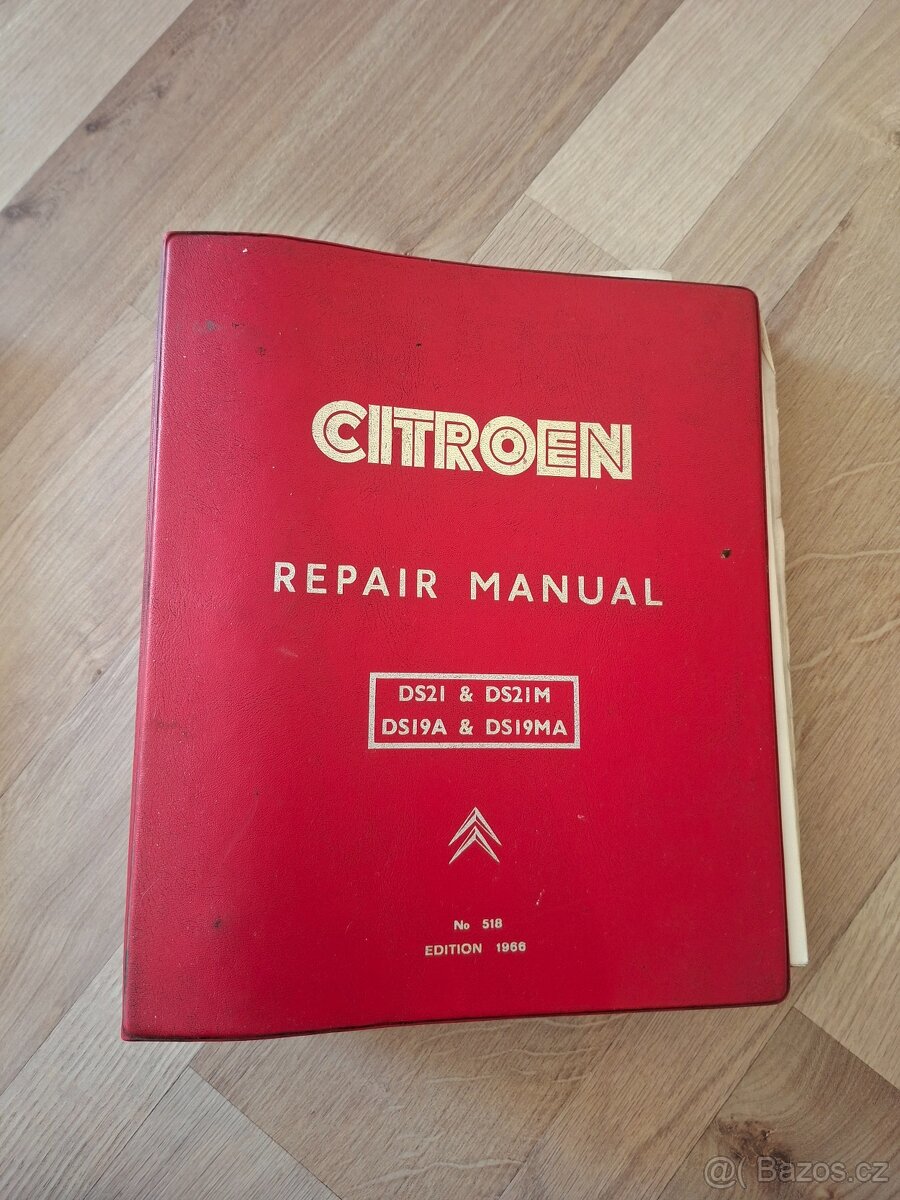 CITROEN
REPAIR MANUAL
DS21 & DS21M
DS19A & DS19MA
No 518
EDITION 1966
@( Bazos.cz